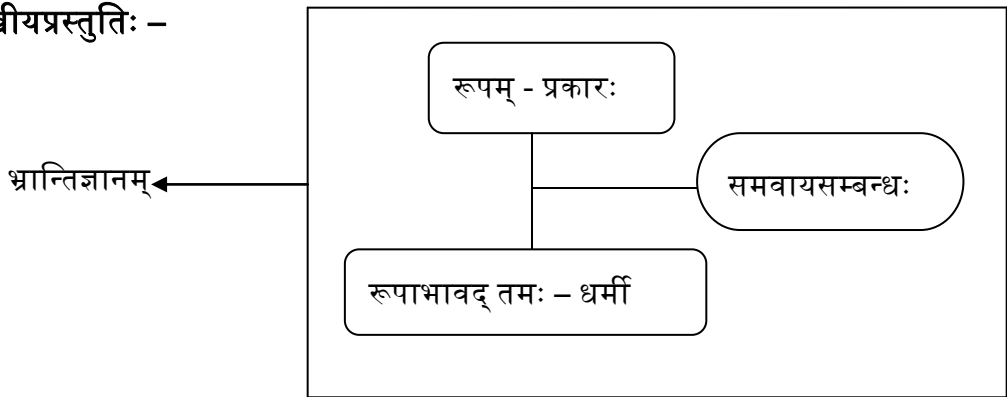 वीयप्रस्तुतिः –
रूपम् - प्रकारः
भ्रान्तिज्ञानम्
समवायसम्बन्धः
रूपाभावद् तमः – धर्मी